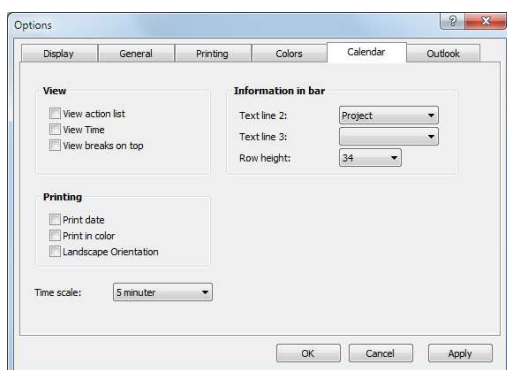 Options
Display General Printing Colors Calendar Outlook
View
View action list
View Time
View breaks on top
Information in bar
Text line 2: Project
Text line 3:
Row height: 34
Printing
Print date
Print in color
Landscape Orientation
Time scale: 5 minuter
OK Cancel Apply